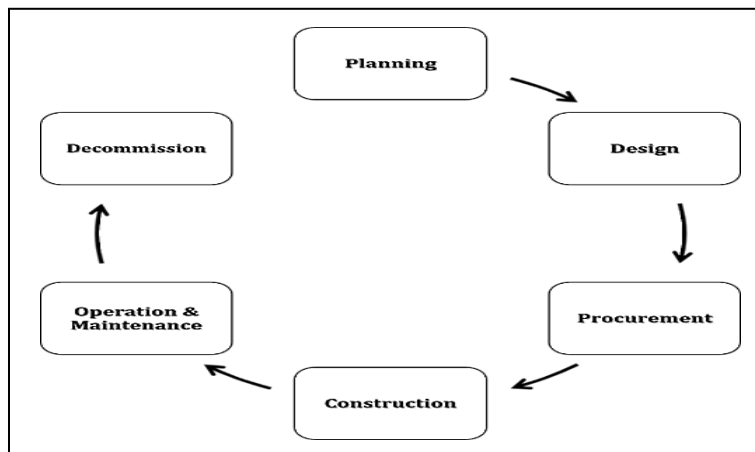 Planning
Design
Procurement
Construction
Operation &
Maintenance
Decommission